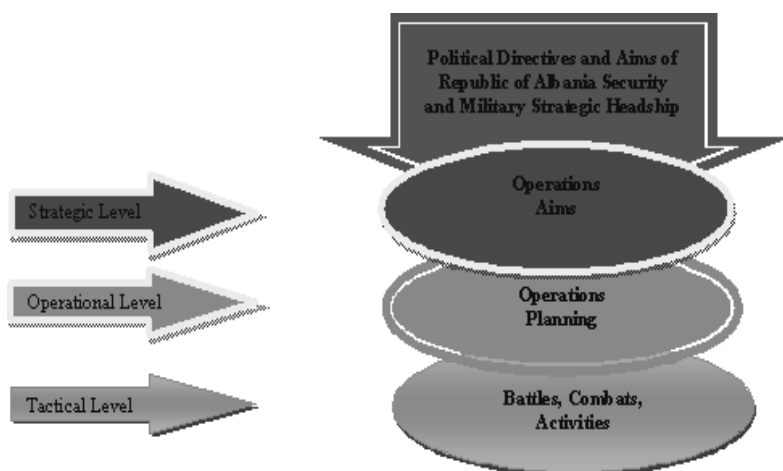 Political Directives and Aims of
Republic of Albania Security
and Military Strategic Headship
Strategic Level
Operations
Aims
Operational Level
Operations
Planning
Tactical Level
Battles, Combats,
Activities